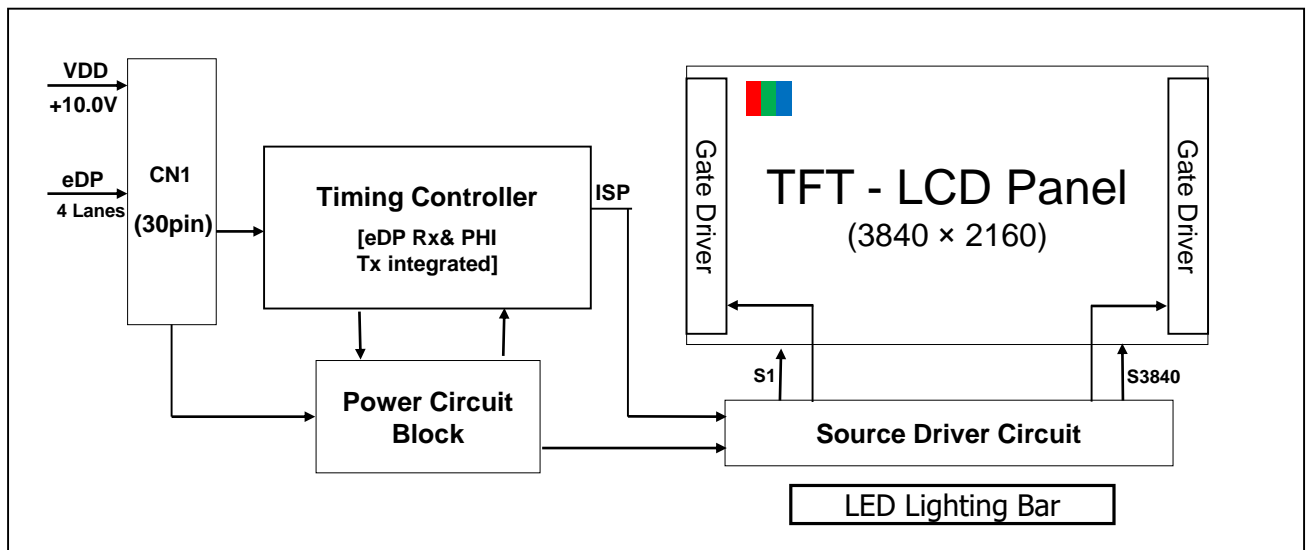 VDD
+10.0V
eDP
4 Lanes
CN1
(30pin)
Timing Controller
[eDP Rx& PHI
Tx integrated]
ISP
Power Circuit
Block
Gate Driver
TFT - LCD Panel
(3840 × 2160)
Gate Driver
S1
S3840
Source Driver Circuit
LED Lighting Bar